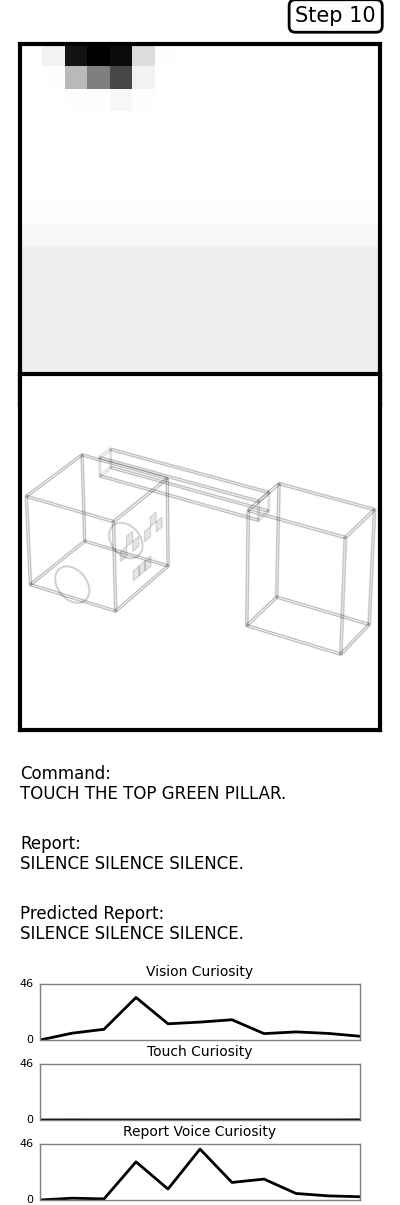 Step 10
Command:
TOUCH THE TOP GREEN PILLAR.
Report:
SILENCE SILENCE SILENCE.
Predicted Report:
SILENCE SILENCE SILENCE.
Vision Curiosity
46
0
Touch Curiosity
46
0
Report Voice Curiosity
46
0